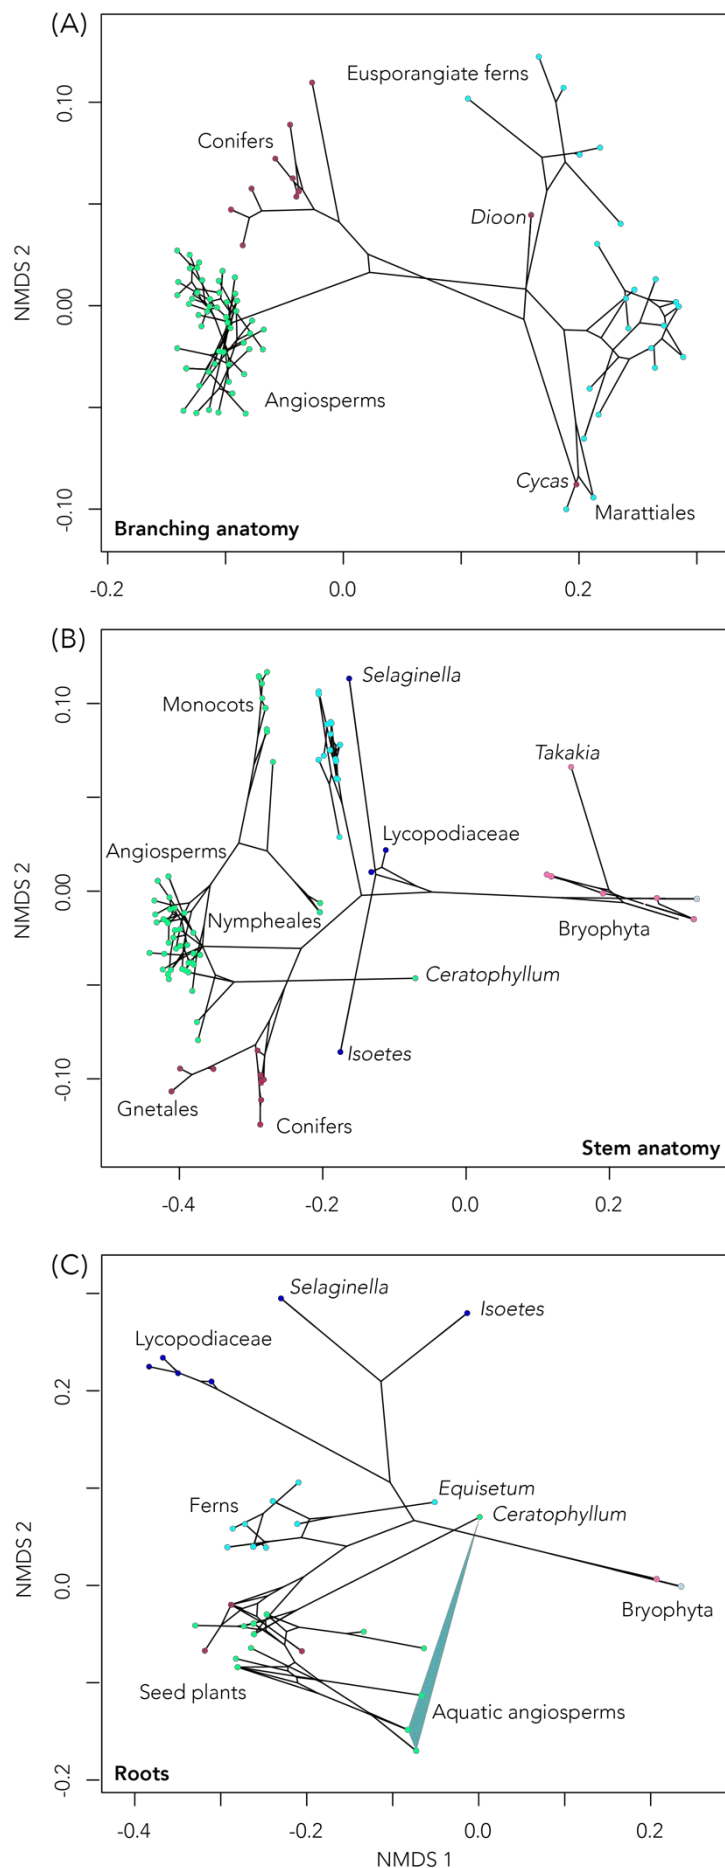 (A)
Eusporangiate ferns
Conifers
Dioon
Angiosperms
Cycas
Marattiales
Branching anatomy
NMDS 2
0.10
0.00
-0.10
-0.2
0.0
0.2
(B)
Selaginella
Monocots
Takakia
Lycopodiaceae
Angiosperms
Nympheales
Bryophyta
Ceratophyllum
Isoetes
Gnetales
Conifers
Stem anatomy
NMDS 2
0.10
0.00
-0.10
-0.4
-0.2
0.0
0.2
(C)
Selaginella
Isoetes
Lycopodiaceae
Equisetum
Ferns
Ceratophyllum
Bryophyta
Seed plants
Aquatic angiosperms
Roots
NMDS 2
0.2
0.0
-0.2
-0.4
-0.2
0.0
0.2
NMDS 1